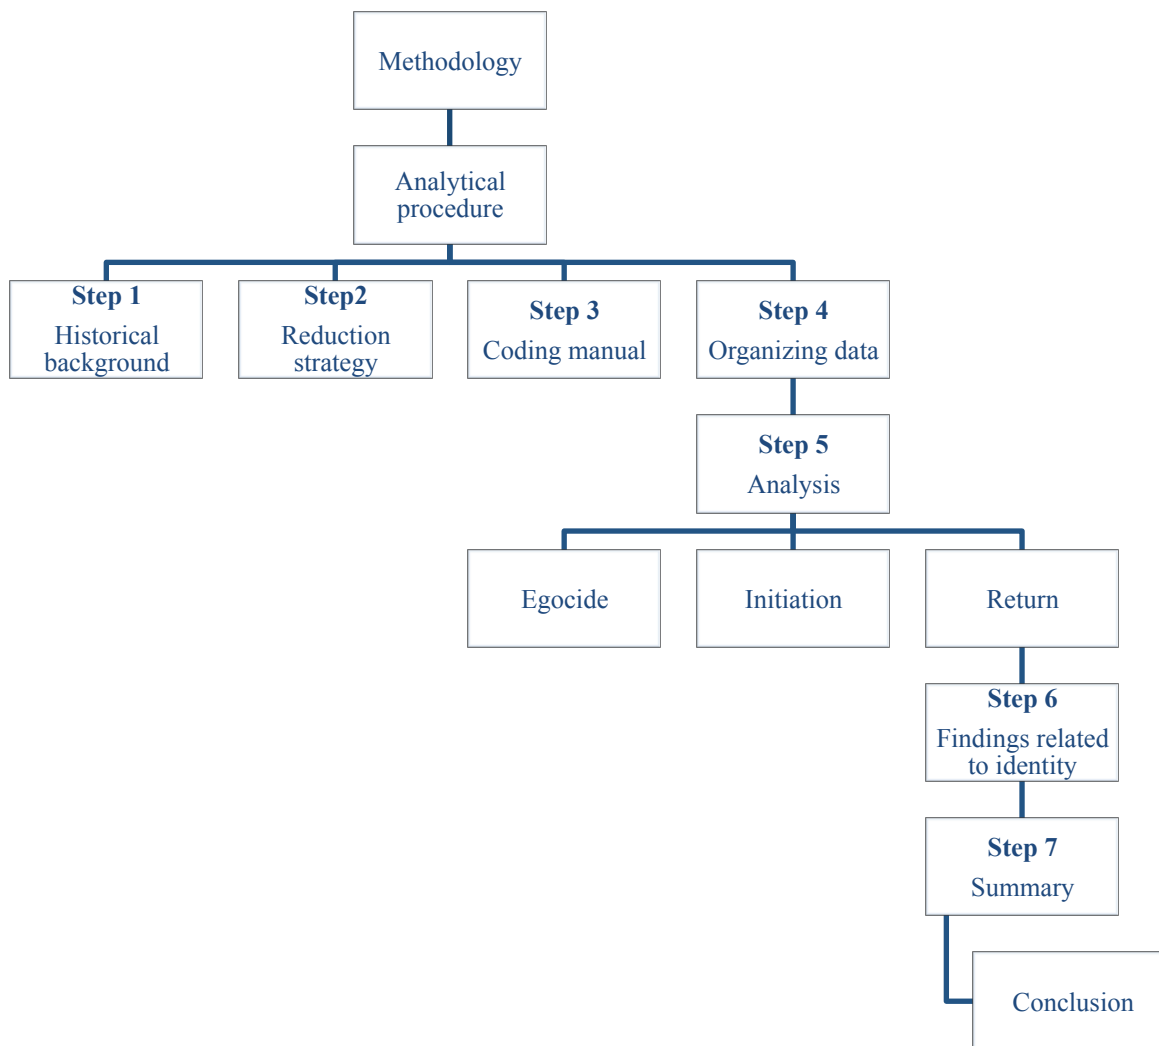 Methodology
Analytical
procedure
Step 1
Historical
background
Step2
Reduction
strategy
Step 3
Coding manual
Step 4
Organizing data
Step 5
Analysis
Egocide
Initiation
Return
Step 6
Findings related
to identity
Step 7
Summary
Conclusion